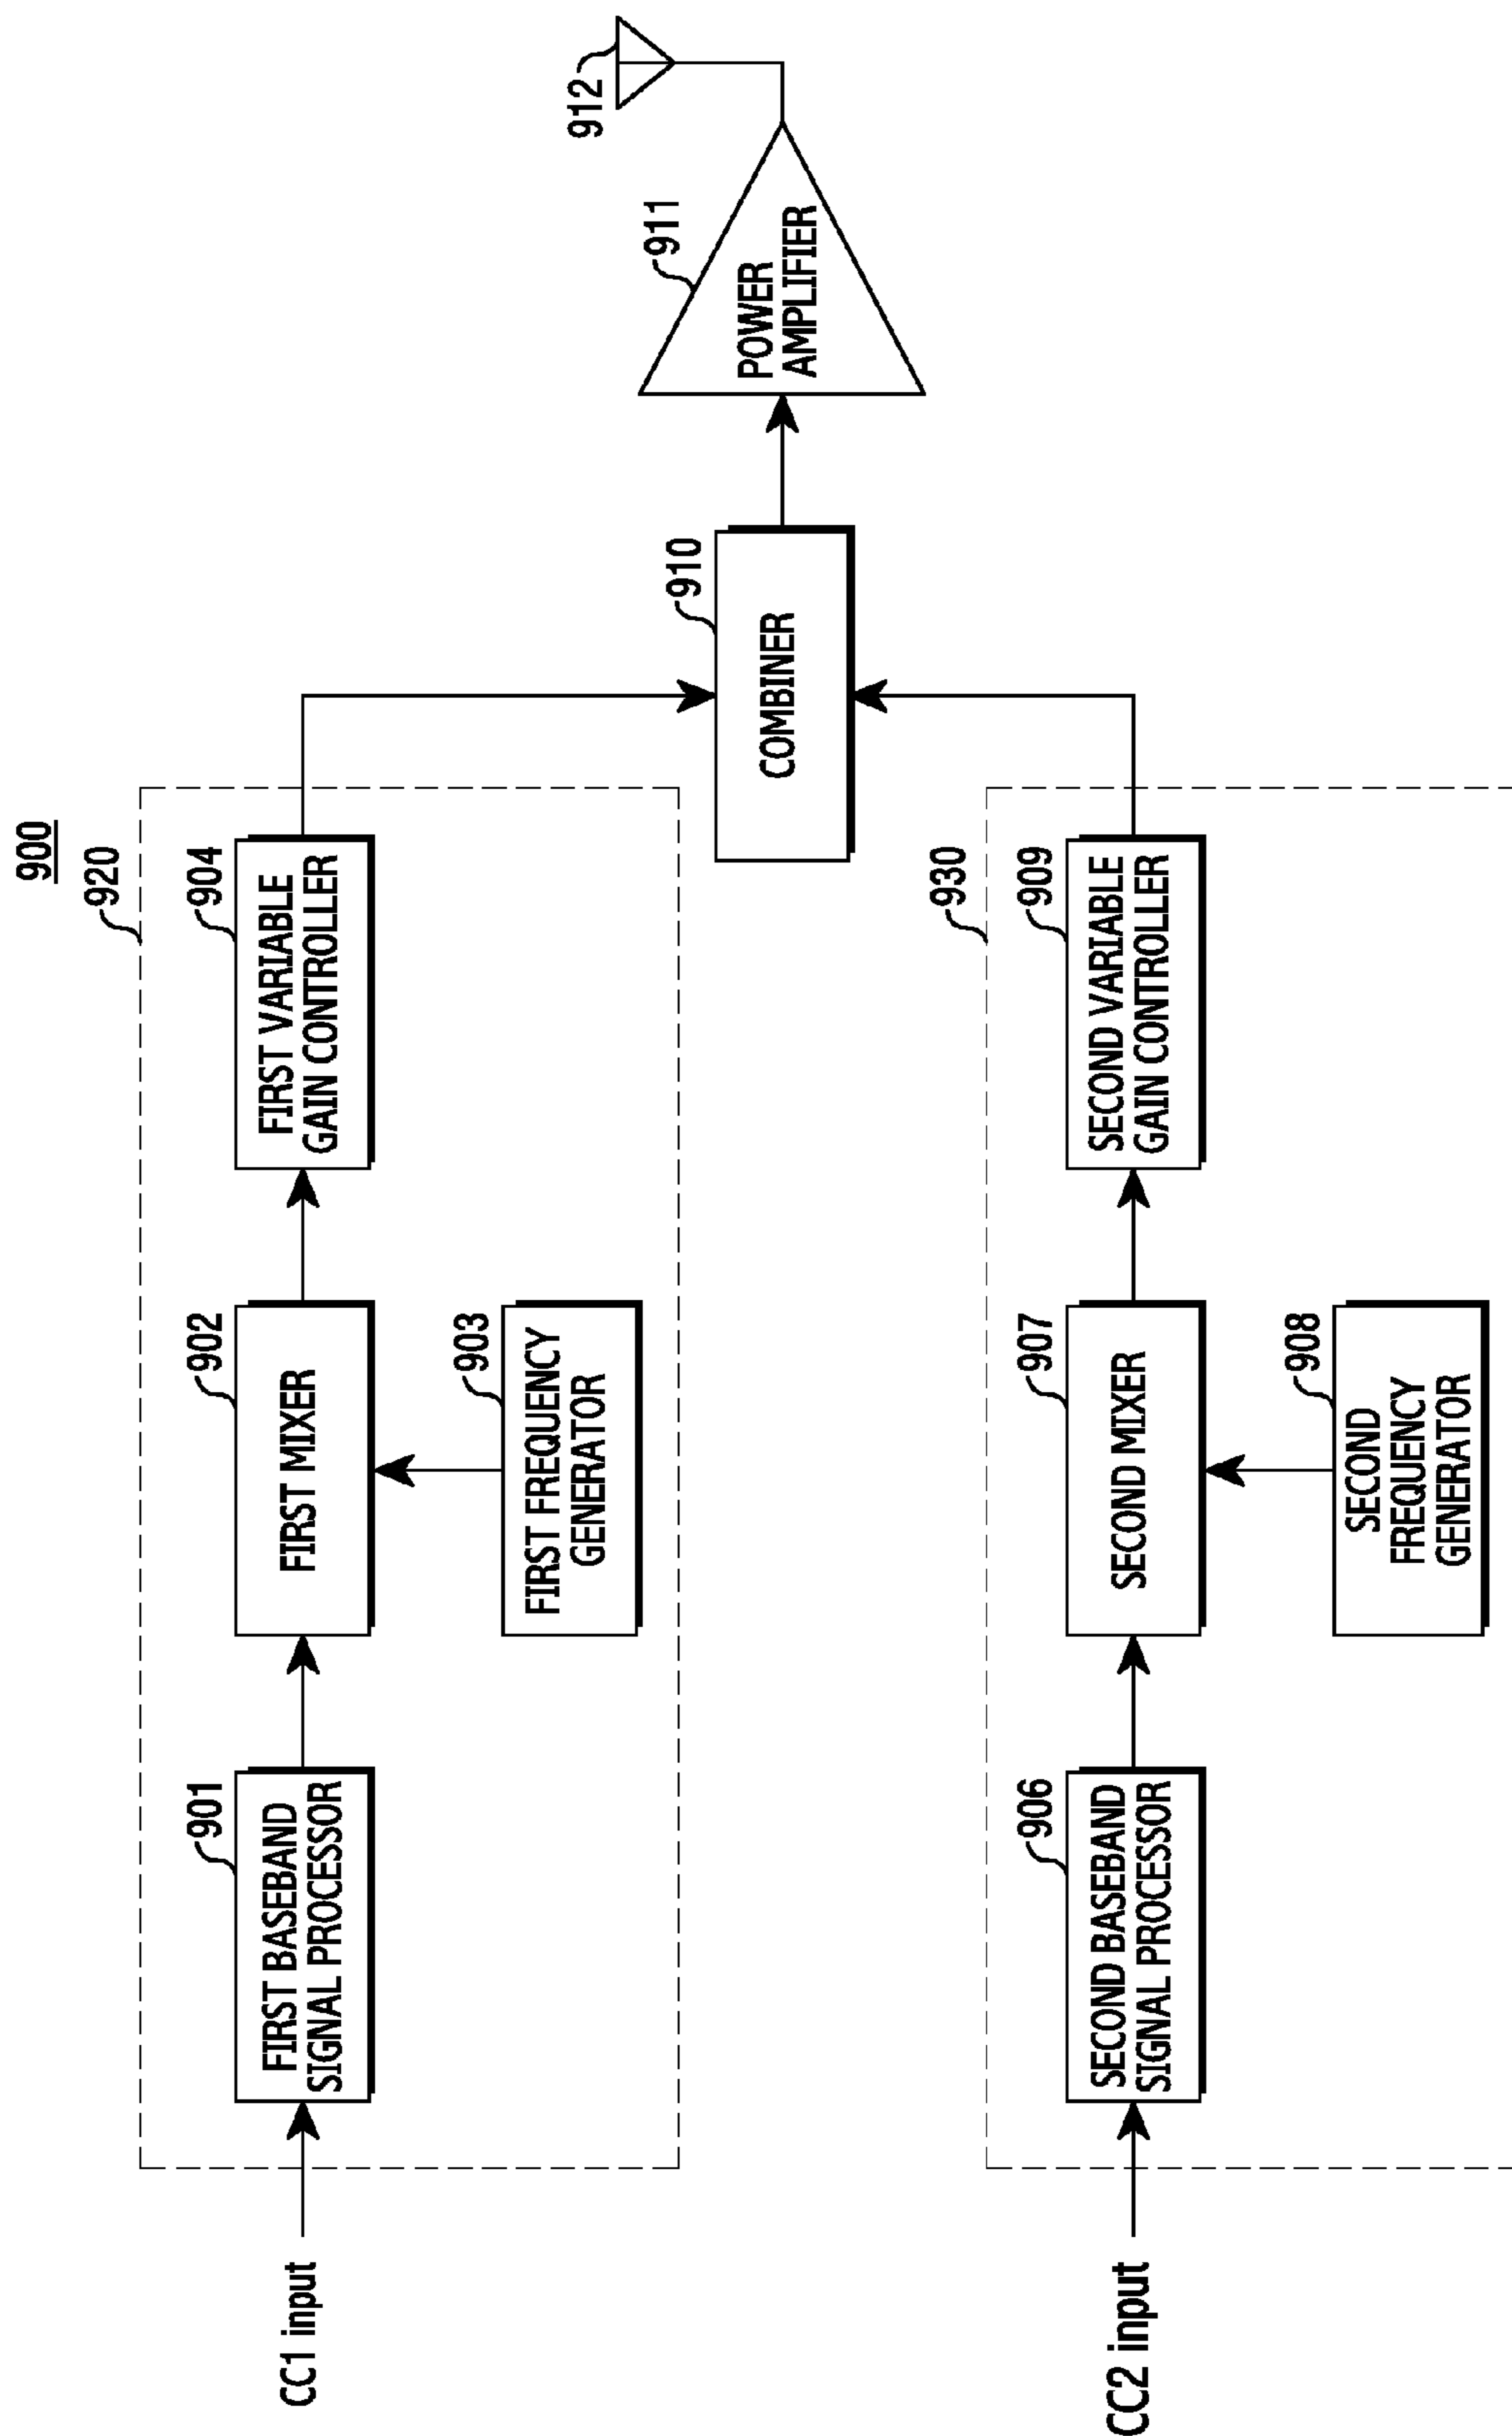 900
920
CC1 input
901
FIRST BASEBAND
SIGNAL PROCESSOR
902
FIRST MIXER
903
FIRST FREQUENCY
GENERATOR
904
FIRST VARIABLE
GAIN CONTROLLER
910
COMBINER
911
POWER
AMPLIFIER
912
930
CC2 input
906
SECOND BASEBAND
SIGNAL PROCESSOR
907
SECOND MIXER
908
SECOND
FREQUENCY
GENERATOR
909
SECOND VARIABLE
GAIN CONTROLLER